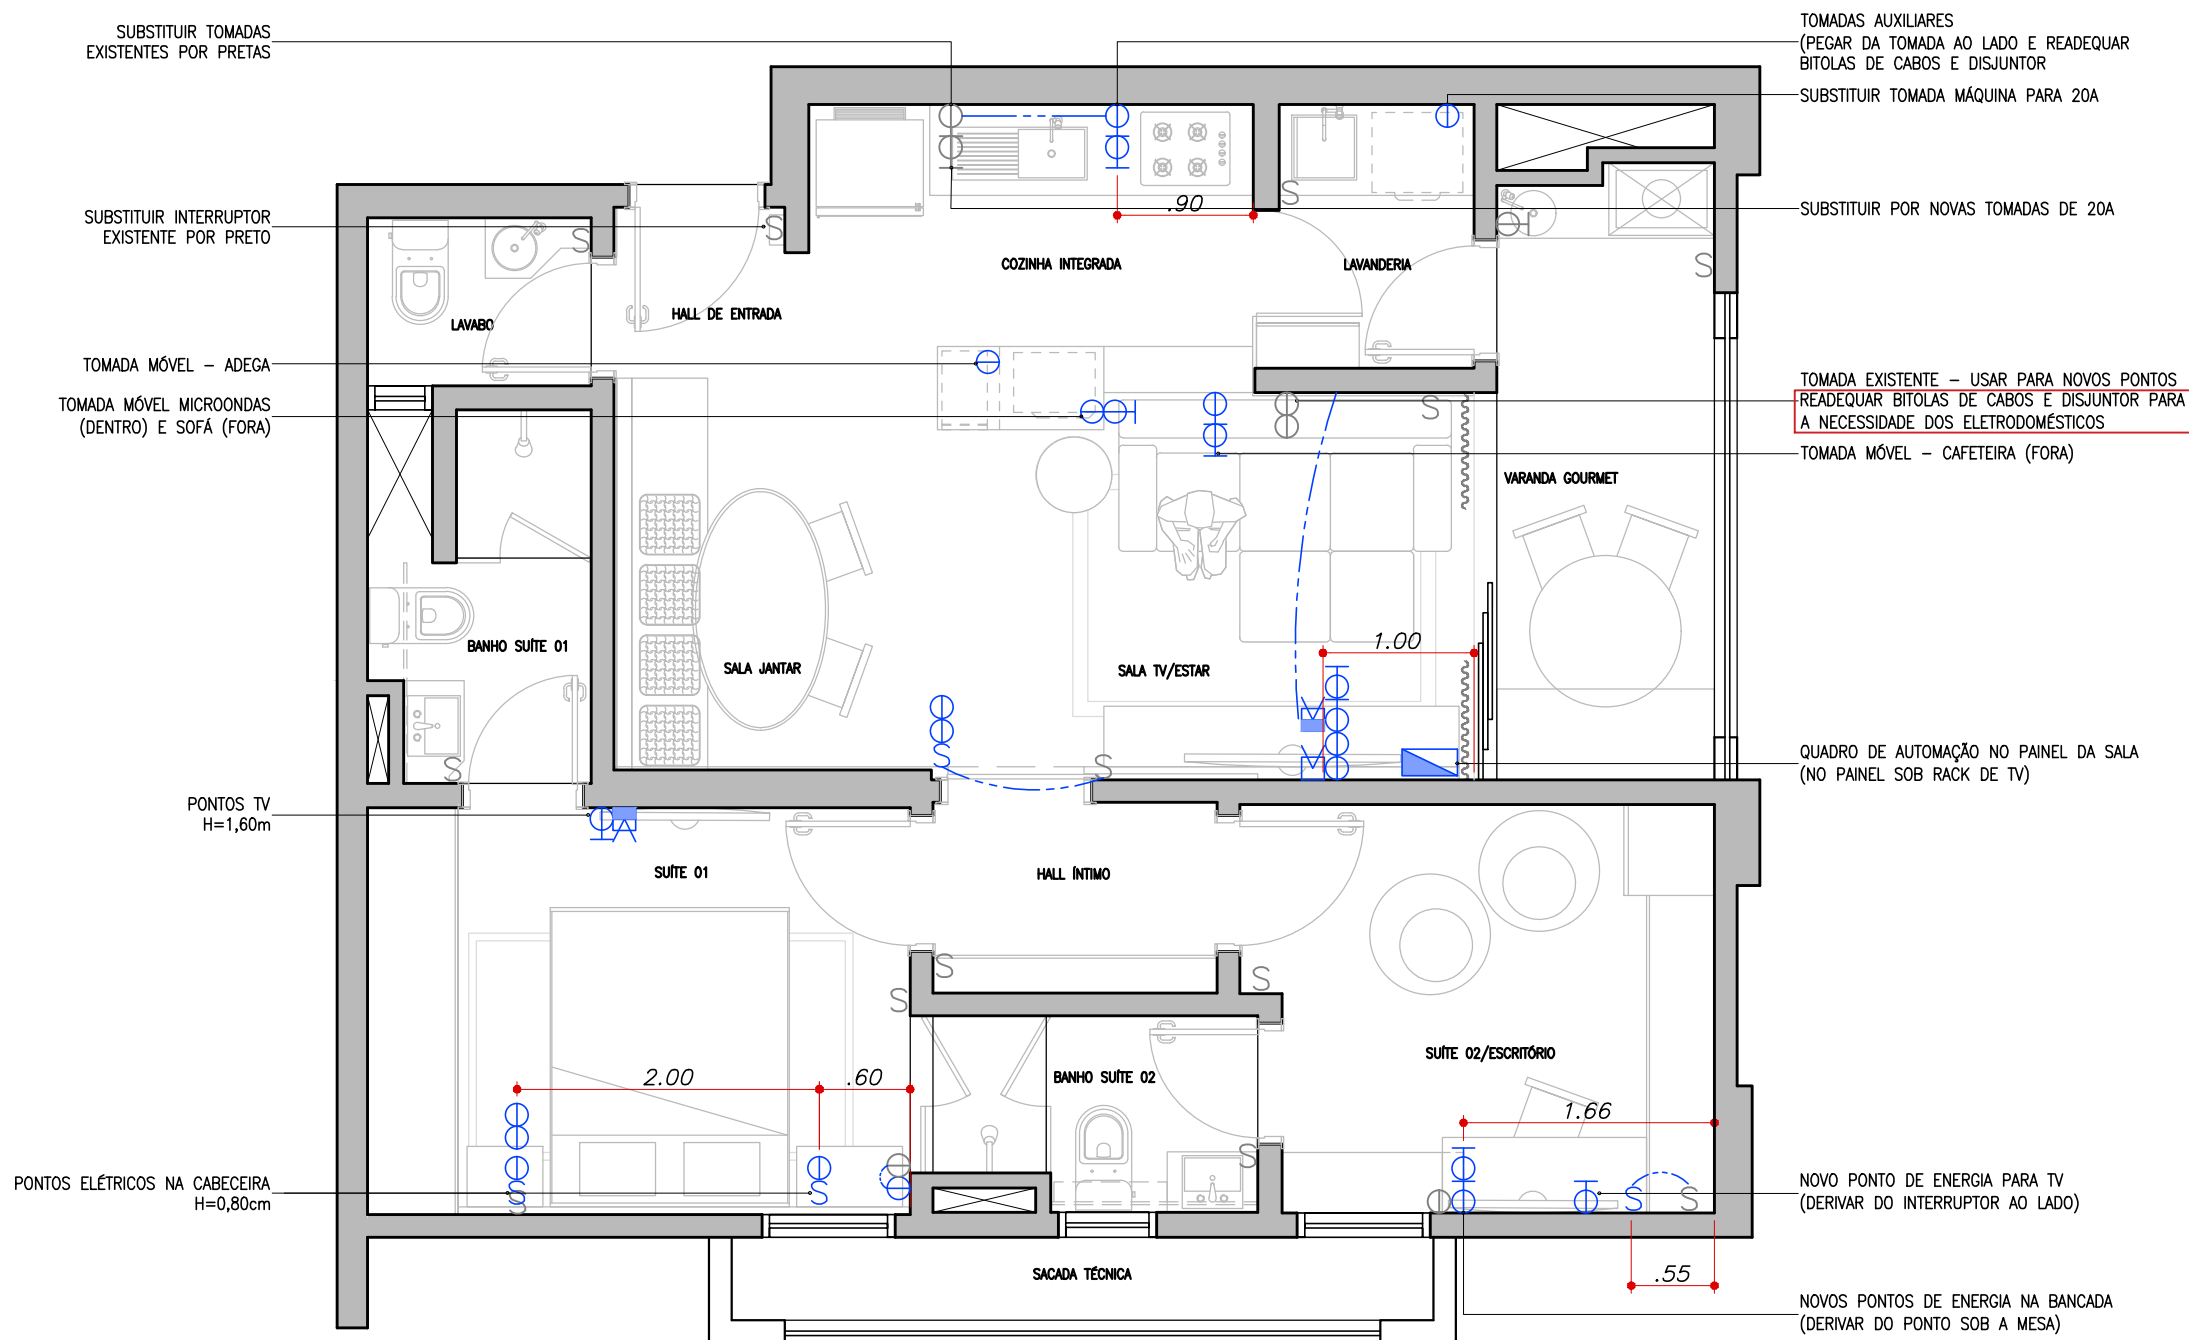 SUBSTITUIR TOMADAS
EXISTENTES POR PRETAS
TOMADAS AUXILIARES
(PEGAR DA TOMADA AO LADO E READEQUAR
BITOLAS DE CABOS E DISJUNTOR
SUBSTITUIR TOMADA MÁQUINA PARA 20A
SUBSTITUIR INTERRUPTOR
EXISTENTE POR PRETO
SUBSTITUIR POR NOVAS TOMADAS DE 20A
.90
S
S
S
S
COZINHA INTEGRADA
LAVANDERIA
HALL DE ENTRADA
LAVABO
TOMADA MÓVEL – ADEGA
TOMADA MÓVEL MICROONDAS
(DENTRO) E SOFÁ (FORA)
TOMADA EXISTENTE – USAR PARA NOVOS PONTOS
READEQUAR BITOLAS DE CABOS E DISJUNTOR PARA
A NECESSIDADE DOS ELETRODOMÉSTICOS
TOMADA MÓVEL – CAFETEIRA (FORA)
S
VARANDA GOURMET
BANHO SUÍTE 01
SALA JANTAR
SALA TV/ESTAR
1.00
S
S
S
QUADRO DE AUTOMAÇÃO NO PAINEL DA SALA
(NO PAINEL SOB RACK DE TV)
PONTOS TV
H=1,60m
SUÍTE 01
HALL ÍNTIMO
S
S
S
SUÍTE 02/ESCRITÓRIO
BANHO SUÍTE 02
2.00
.60
1.66
S
PONTOS ELÉTRICOS NA CABECEIRA
H=0,80cm
S
S
S
S
S
NOVO PONTO DE ENERGIA PARA TV
(DERIVAR DO INTERRUPTOR AO LADO)
SACADA TÉCNICA
.55
NOVOS PONTOS DE ENERGIA NA BANCADA
(DERIVAR DO PONTO SOB A MESA)